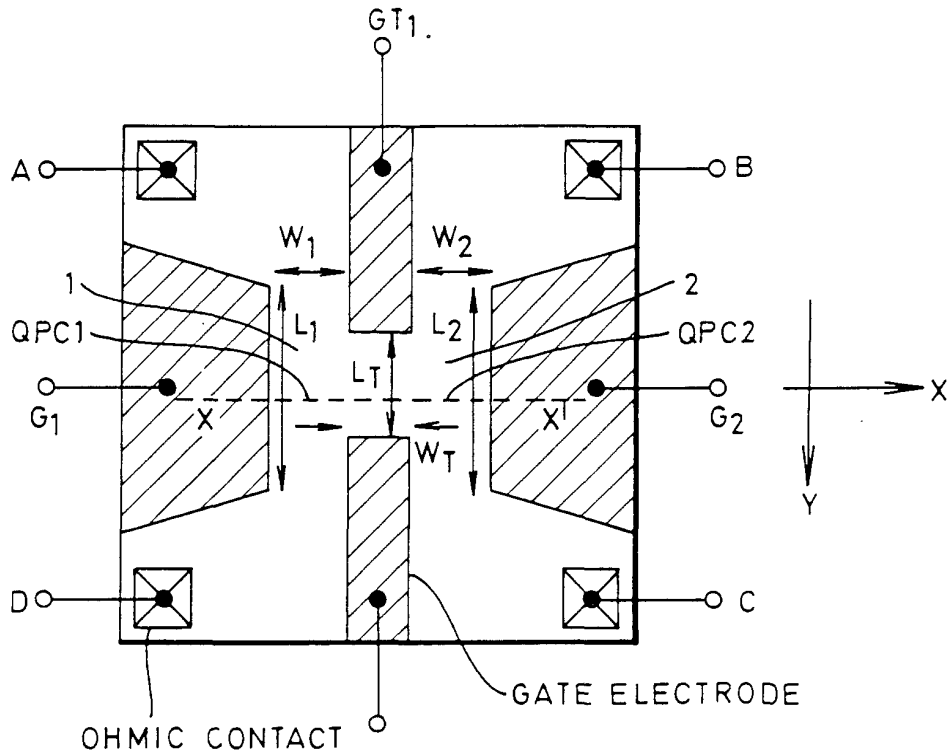 GT1.
A
B
W1
W2
1
2
QPC1
L1
L2
QPC2
LT
G1
X
X'
G2
X
WT
Y
D
C
GATE ELECTRODE
OHMIC CONTACT